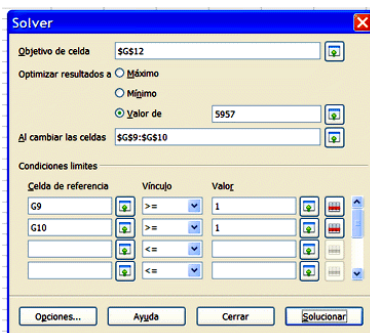 Solver
Objetivo de celda $G$12
Optimizar resultados a Máximo
Mínimo
Valor de 5957
Al cambiar las celdas $G$9:$G$10
Condiciones limites
Celda de referencia Vínculo Valor
G9 >= 1
G10 >= 1
<=
<=
Opciones... Ayuda Cerrar Solucionar